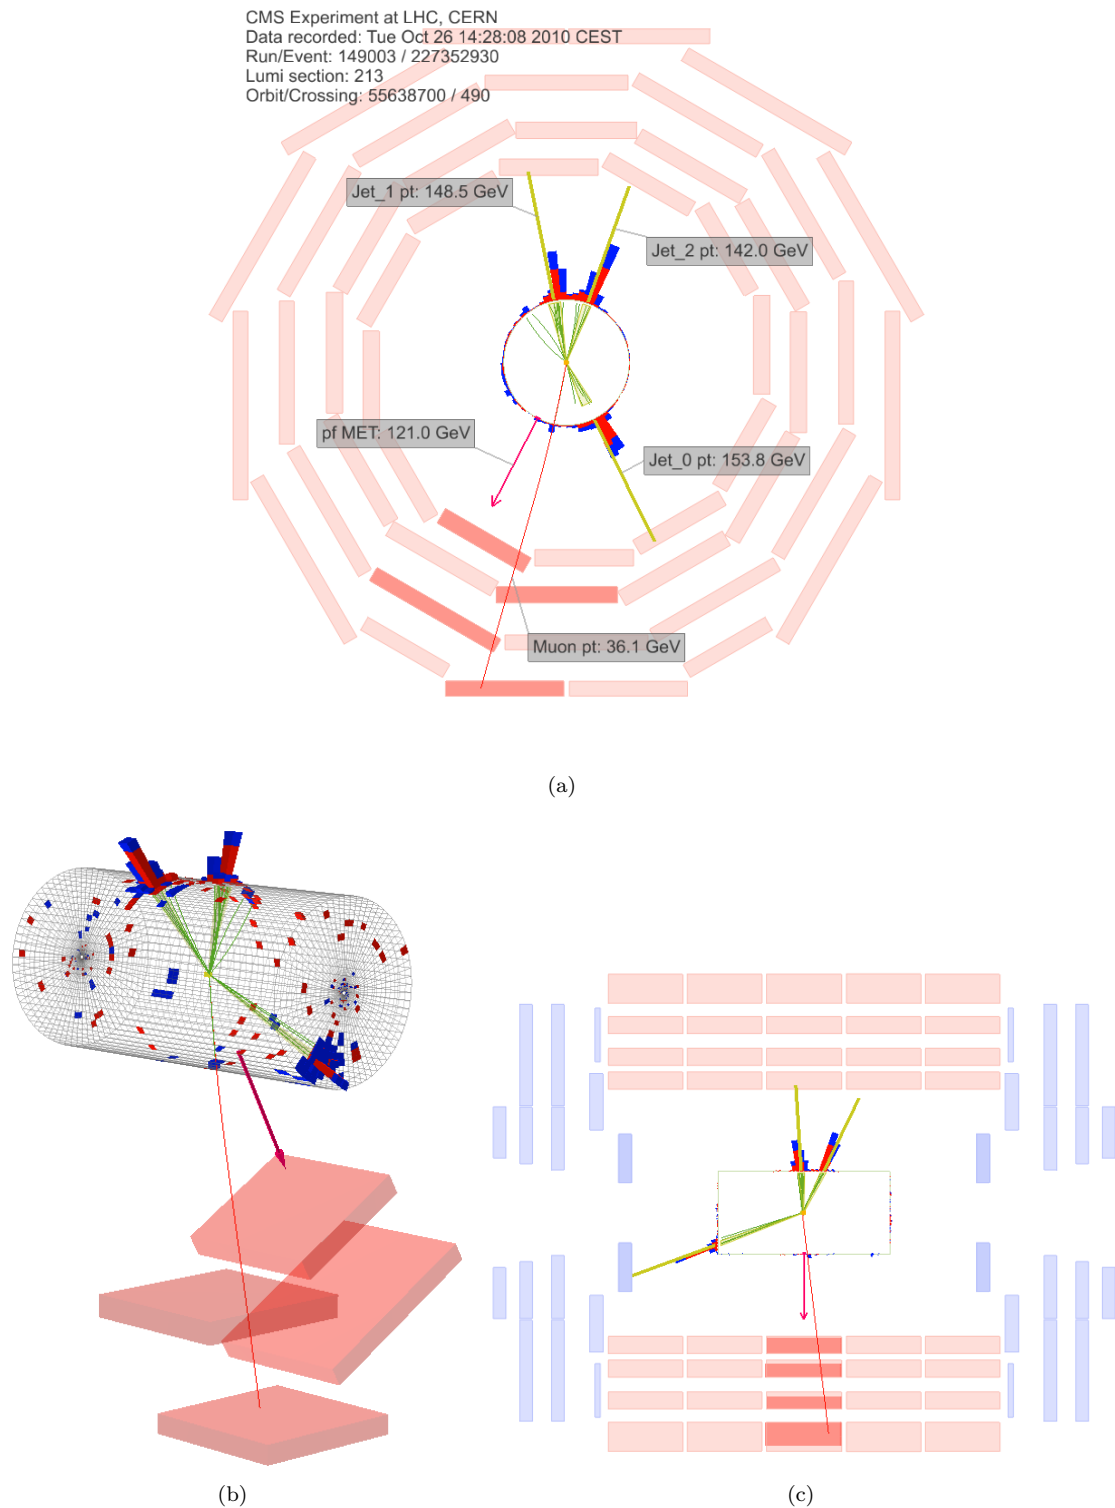 CMS Experiment at LHC, CERN
Data recorded: Tue Oct 26 14:28:08 2010 CEST
Run/Event: 149003 / 227352930
Lumi section: 213
Orbit/Crossing: 55638700 / 490
Jet_1 pt: 148.5 GeV
Jet_2 pt: 142.0 GeV
pf MET: 121.0 GeV
Jet_0 pt: 153.8 GeV
Muon pt: 36.1 GeV
(a)
(b)
(c)